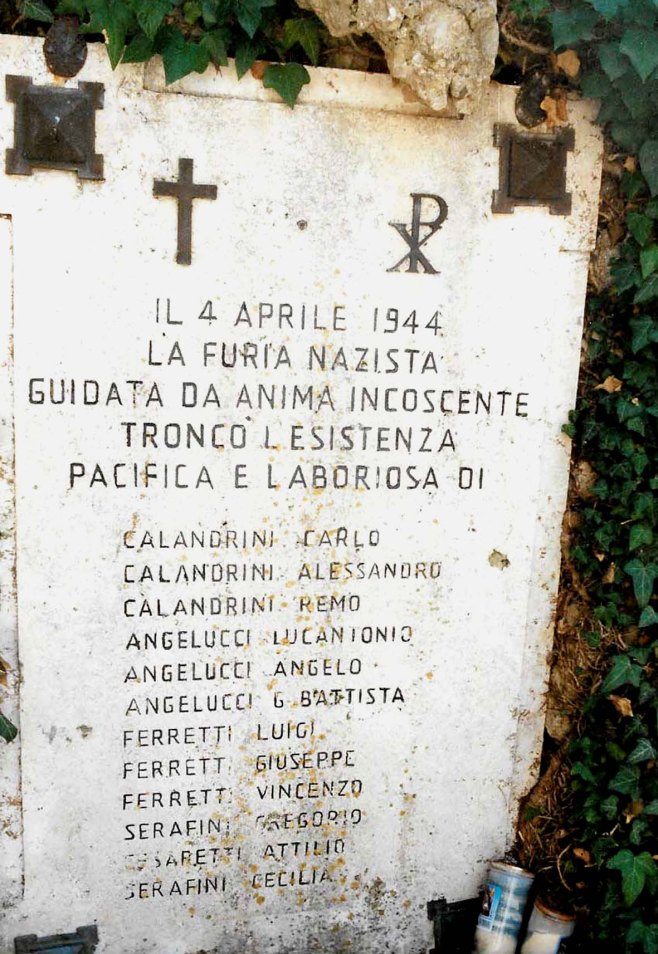 IL 4 APRILE 1944
LA FURIA NAZISTA
GUIDATA DA ANIMA INCOSCENTE
TRONCO L'ESISTENZA
PACIFICA E LABORIOSA DI
CALANDRINI CARLO
CALANDRINI ALESSANDRO
CALANDRINI REMO
ANGELUCCI LUCANTONIO
ANGELUCCI ANGELO
ANGELUCCI G.BATTISTA
FERRETTI LUIGI
FERRETTI GIUSEPPE
FERRETTI VINCENZO
SERAFINI GREGORIO
ATTILIO
SERAFINI CECILIA